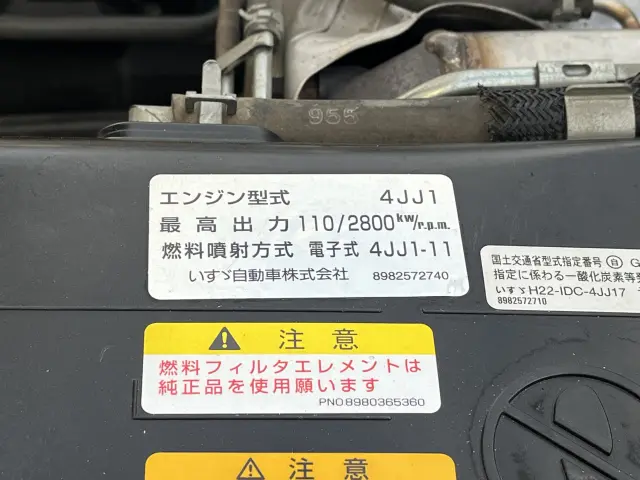 955
エンジン型式 4JJ1
最高出力 110/2800kw/r.p.m.
燃料噴射方式 電子式 4JJ1-11
いすゞ自動車株式会社 8982572740
国土交通省型式指定番号 自 G
指定に係わる一酸化炭素等
いすゞH22-IDC-4JJ17
8982572710
注意
燃料フィルタエレメントは
純正品を使用願います
PNO.8980365360
注意